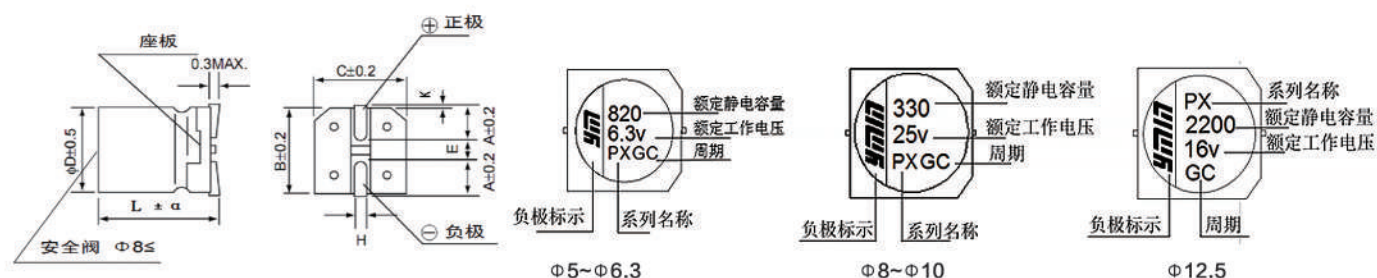 座板
0.3MAX.
φD±0.5
L ± α
安全阀 Φ8≤
⊕ 正极
C±0.2
K
B±0.2
A±0.2
E
A±0.2
H
⊖ 负极
YM
820
6.3v
PXGC
额定静电容量
额定工作电压
周期
负极标示
系列名称
Φ5~Φ6.3
YMIN
330
25v
PXGC
额定静电容量
额定工作电压
周期
负极标示
系列名称
Φ8~Φ10
YMIN
PX
2200
16v
GC
系列名称
额定静电容量
额定工作电压
负极标示
周期
Φ12.5